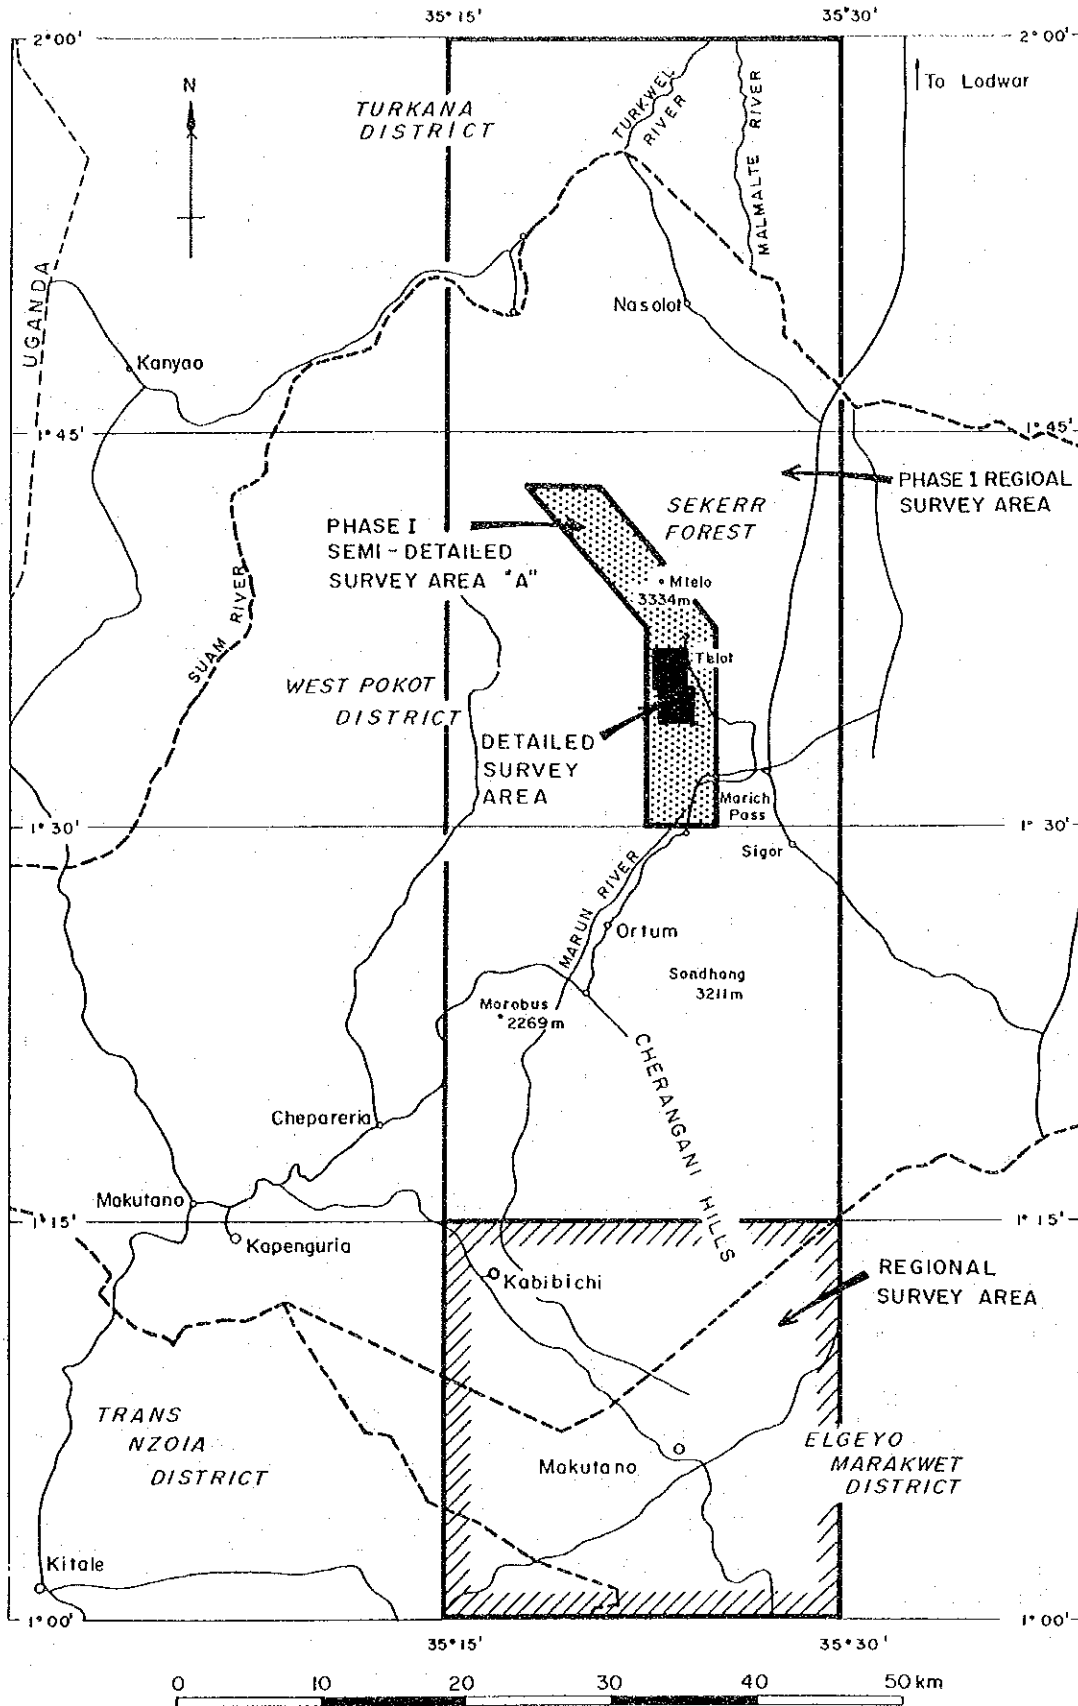 35°15'
35°30'
2°00'
2°00'
To Lodwar
N
TURKANA
DISTRICT
TURKWEL
RIVER
MALMALTE RIVER
UGANDA
Nasolot
Kanyao
1°45'
1°45'
PHASE I REGIOAL
SURVEY AREA
SEKERR
FOREST
PHASE I
SEMI-DETAILED
SURVEY AREA "A"
Mtelo
3334m
SUAM RIVER
Tlelot
WEST POKOT
DISTRICT
DETAILED
SURVEY
AREA
Marich
Pass
1°30'
1°30'
Sigor
MARUN RIVER
Ortum
Sondhang
3211m
Morobus
2269m
CHERANGANI HILLS
Chepareria
Makutano
1°15'
1°15'
Kapenguria
Kabibichi
REGIONAL
SURVEY AREA
TRANS
NZOIA
DISTRICT
Makutano
ELGEYO
MARAKWET
DISTRICT
Kitale
1°00'
1°00'
35°15'
35°30'
0 10 20 30 40 50km